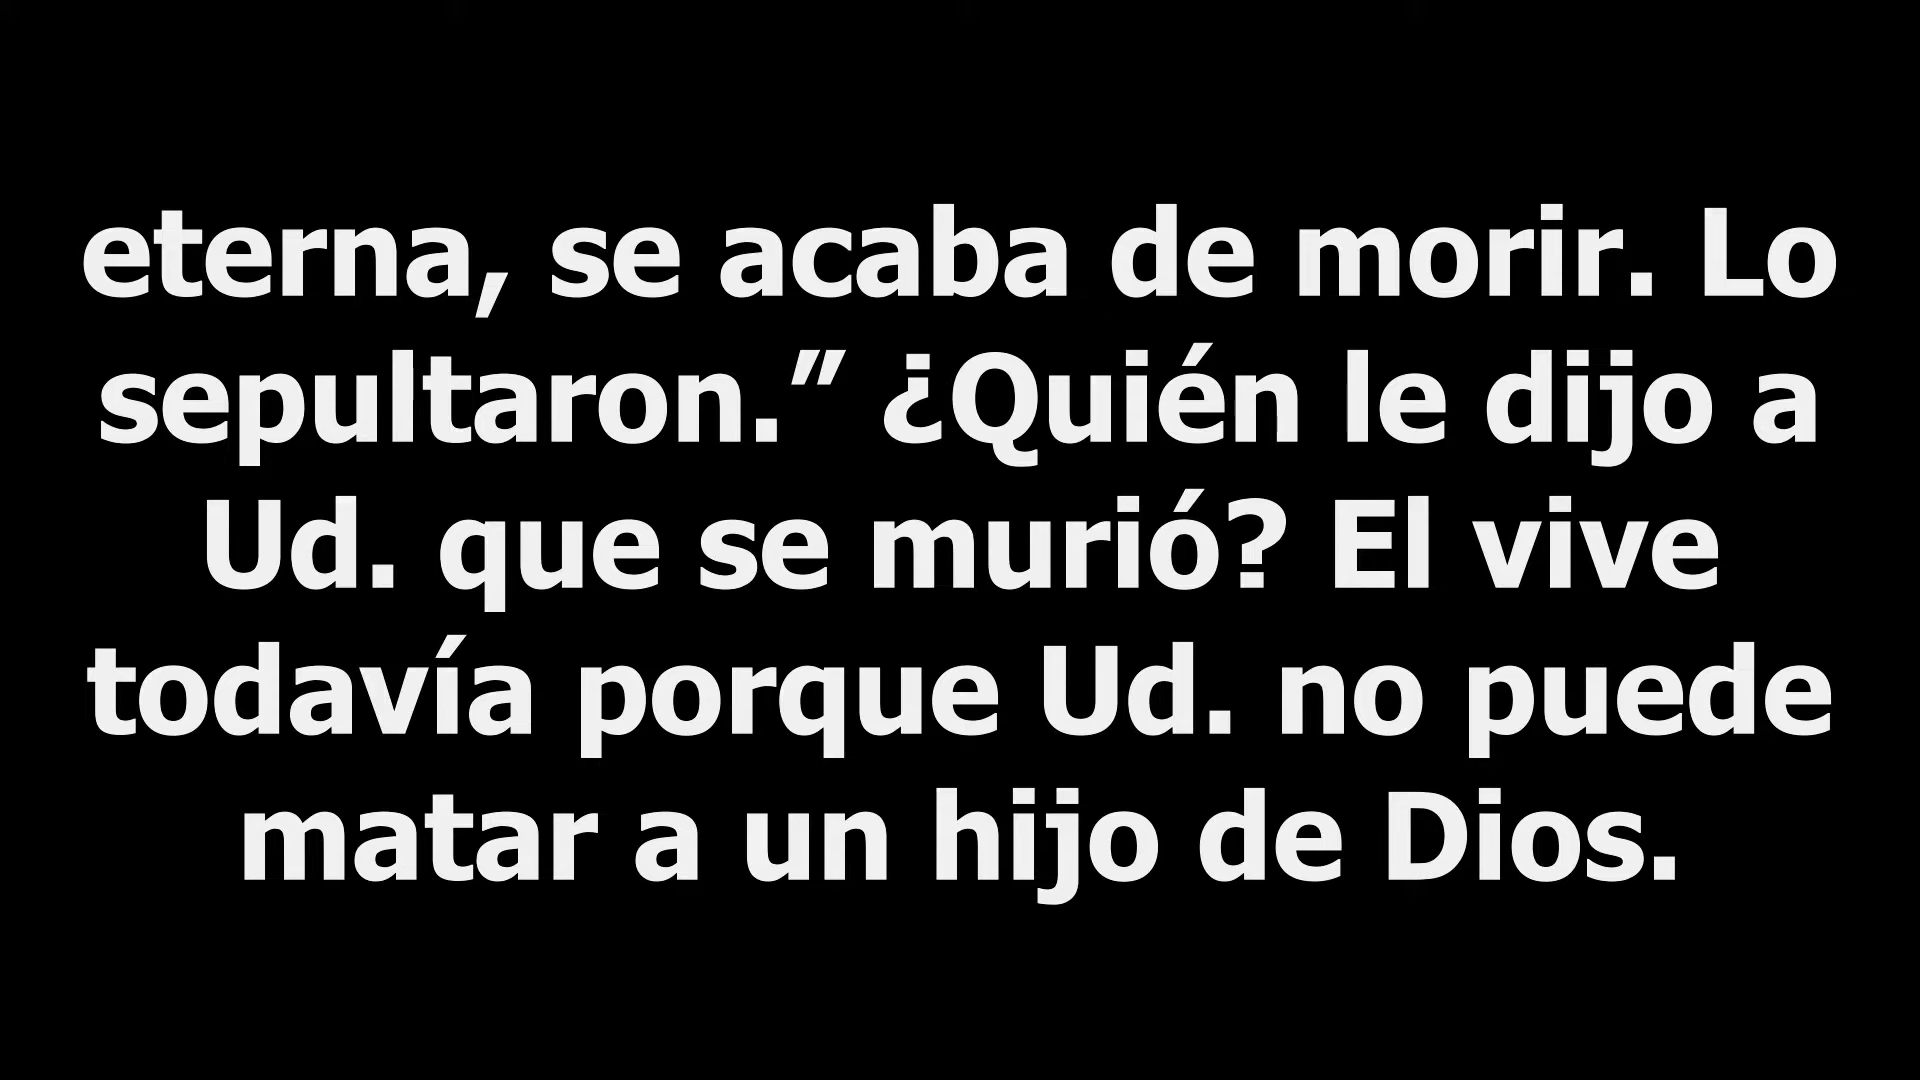 eterna, se acaba de morir. Lo
sepultaron.” ¿Quién le dijo a
Ud. que se murió? El vive
todavía porque Ud. no puede
matar a un hijo de Dios.